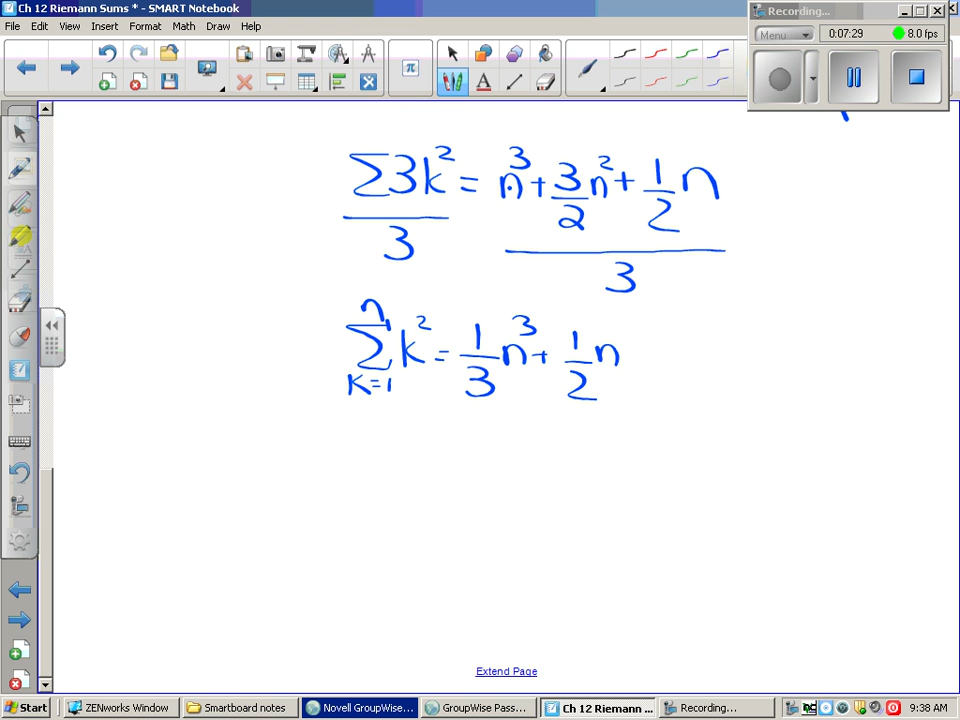 Ch 12 Riemann Sums * - SMART Notebook
File Edit View Insert Format Math Draw Help
Recording...
Menu 0:07:29 8.0 fps
π
A
∑3k² = n³ + 3/2 n² + 1/2 n
3 3
n
∑ k² = 1/3 n³ + 1/2 n
k=1
Extend Page
Start ZENworks Window Smartboard notes Novell GroupWise... GroupWise Pass... Ch 12 Riemann ... Recording... 9:38 AM